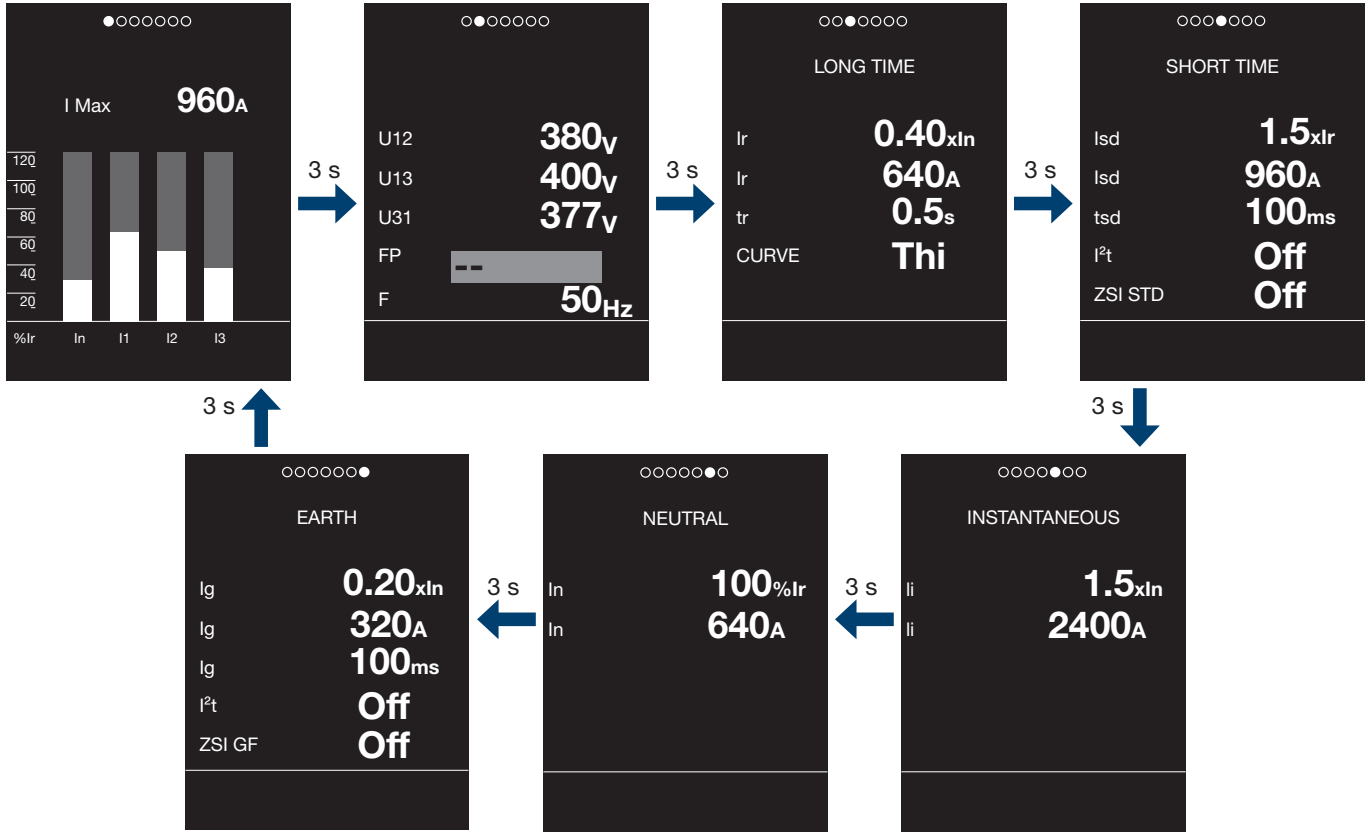 I Max 960A
120
100
80
60
40
20
%Ir In I1 I2 I3
3 s
U12 380V
U13 400V
U31 377V
FP --
F 50Hz
3 s
LONG TIME
Ir 0.40xIn
Ir 640A
tr 0.5s
CURVE Thi
3 s
SHORT TIME
Isd 1.5xIr
Isd 960A
tsd 100ms
I²t Off
ZSI STD Off
3 s
INSTANTANEOUS
Ii 1.5xIn
Ii 2400A
3 s
NEUTRAL
In 100%Ir
In 640A
3 s
EARTH
Ig 0.20xIn
Ig 320A
Ig 100ms
I²t Off
ZSI GF Off
3 s